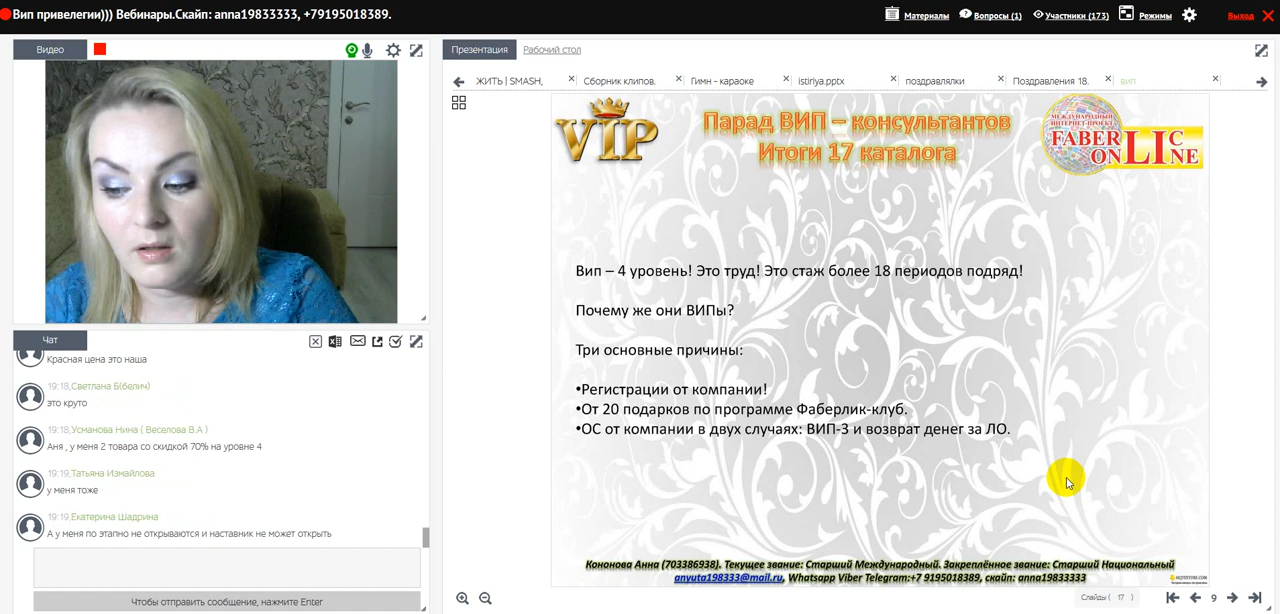 Вип привелегии))) Вебинары.Скайп: anna19833333, +79195018389.
Материалы
Вопросы (1)
Участники (173)
Режимы
Выход
Видео
Презентация
Рабочий стол
ЖИТЬ | SMASH,
Сборник клипов.
Гимн - караоке
istiriya.pptx
поздравлялки
Поздравления 18.
вип
VIP
Парад ВИП – консультантов
Итоги 17 каталога
МЕЖДУНАРОДНЫЙ
ИНТЕРНЕТ-ПРОЕКТ
FABERLIC
ONLINE
Вип – 4 уровень! Это труд! Это стаж более 18 периодов подряд!
Почему же они ВИПы?
Три основные причины:
•Регистрации от компании!
•От 20 подарков по программе Фаберлик-клуб.
•ОС от компании в двух случаях: ВИП-3 и возврат денег за ЛО.
Кононова Анна (703386938). Текущее звание: Старший Международный. Закреплённое звание: Старший Национальный
anyuta198333@mail.ru, Whatsapp Viber Telegram:+7 9195018389, скайп: anna19833333
Чат
Красная цена это наша
19:18,Светлана Б(белич)
это круто
19:18,Усманова Нина ( Веселова В.А )
Аня , у меня 2 товара со скидкой 70% на уровне 4
19:19,Татьяна Измайлова
у меня тоже
19:19,Екатерина Шадрина
А у меня по этапно не открываются и наставник не может открыть
Чтобы отправить сообщение, нажмите Enter
Слайды ( 17 )
9